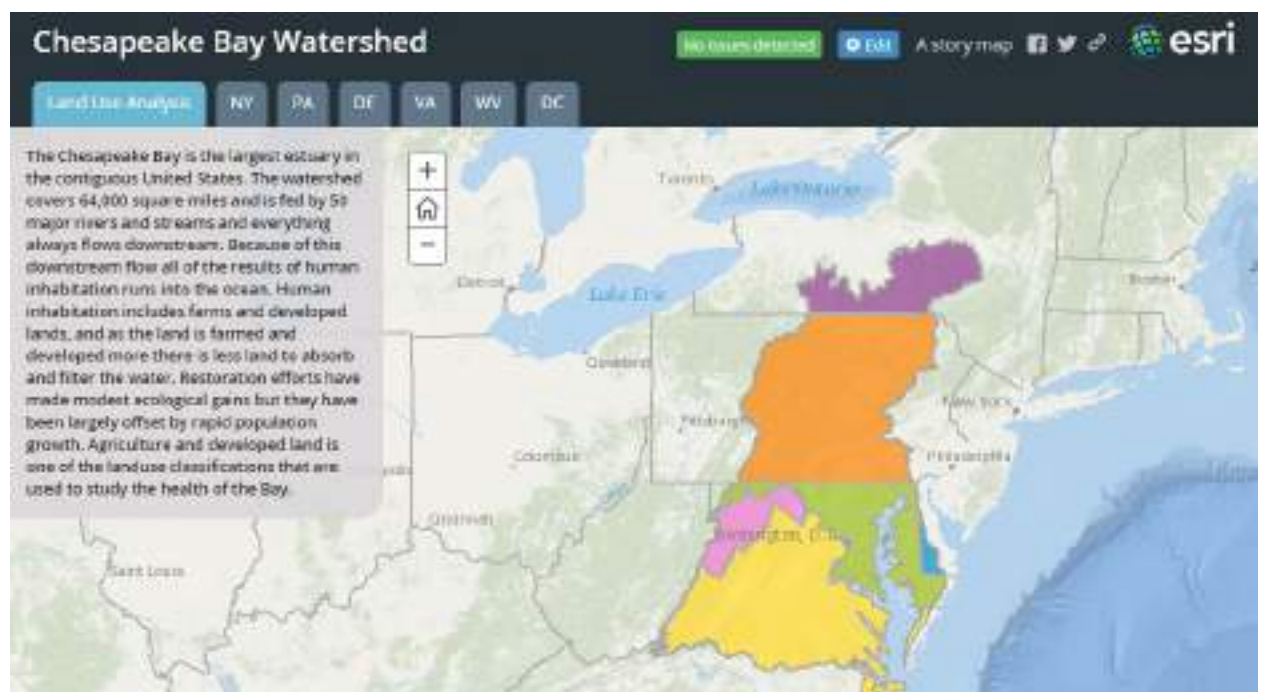 Chesapeake Bay Watershed
No issues detected
Edit
A story map
esri
Land Use Analysis
NY
PA
DE
VA
WV
DC
The Chesapeake Bay is the largest estuary in
the contiguous United States. The watershed
covers 64,000 square miles and is fed by 50
major rivers and streams and everything
always flows downstream. Because of this
downstream flow all of the results of human
inhabitation runs into the ocean. Human
inhabitation includes farms and developed
lands, and as the land is farmed and
developed more there is less land to absorb
and filter the water. Restoration efforts have
made modest ecological gains but they have
been largely offset by rapid population
growth. Agriculture and developed land is
one of the landuse classifications that are
used to study the health of the Bay.
+
−
Toronto
Lake Ontario
Detroit
Lake Erie
Boston
Cleveland
New York
Pittsburgh
Philadelphia
Columbus
Cincinnati
Washington, D.C.
Saint Louis